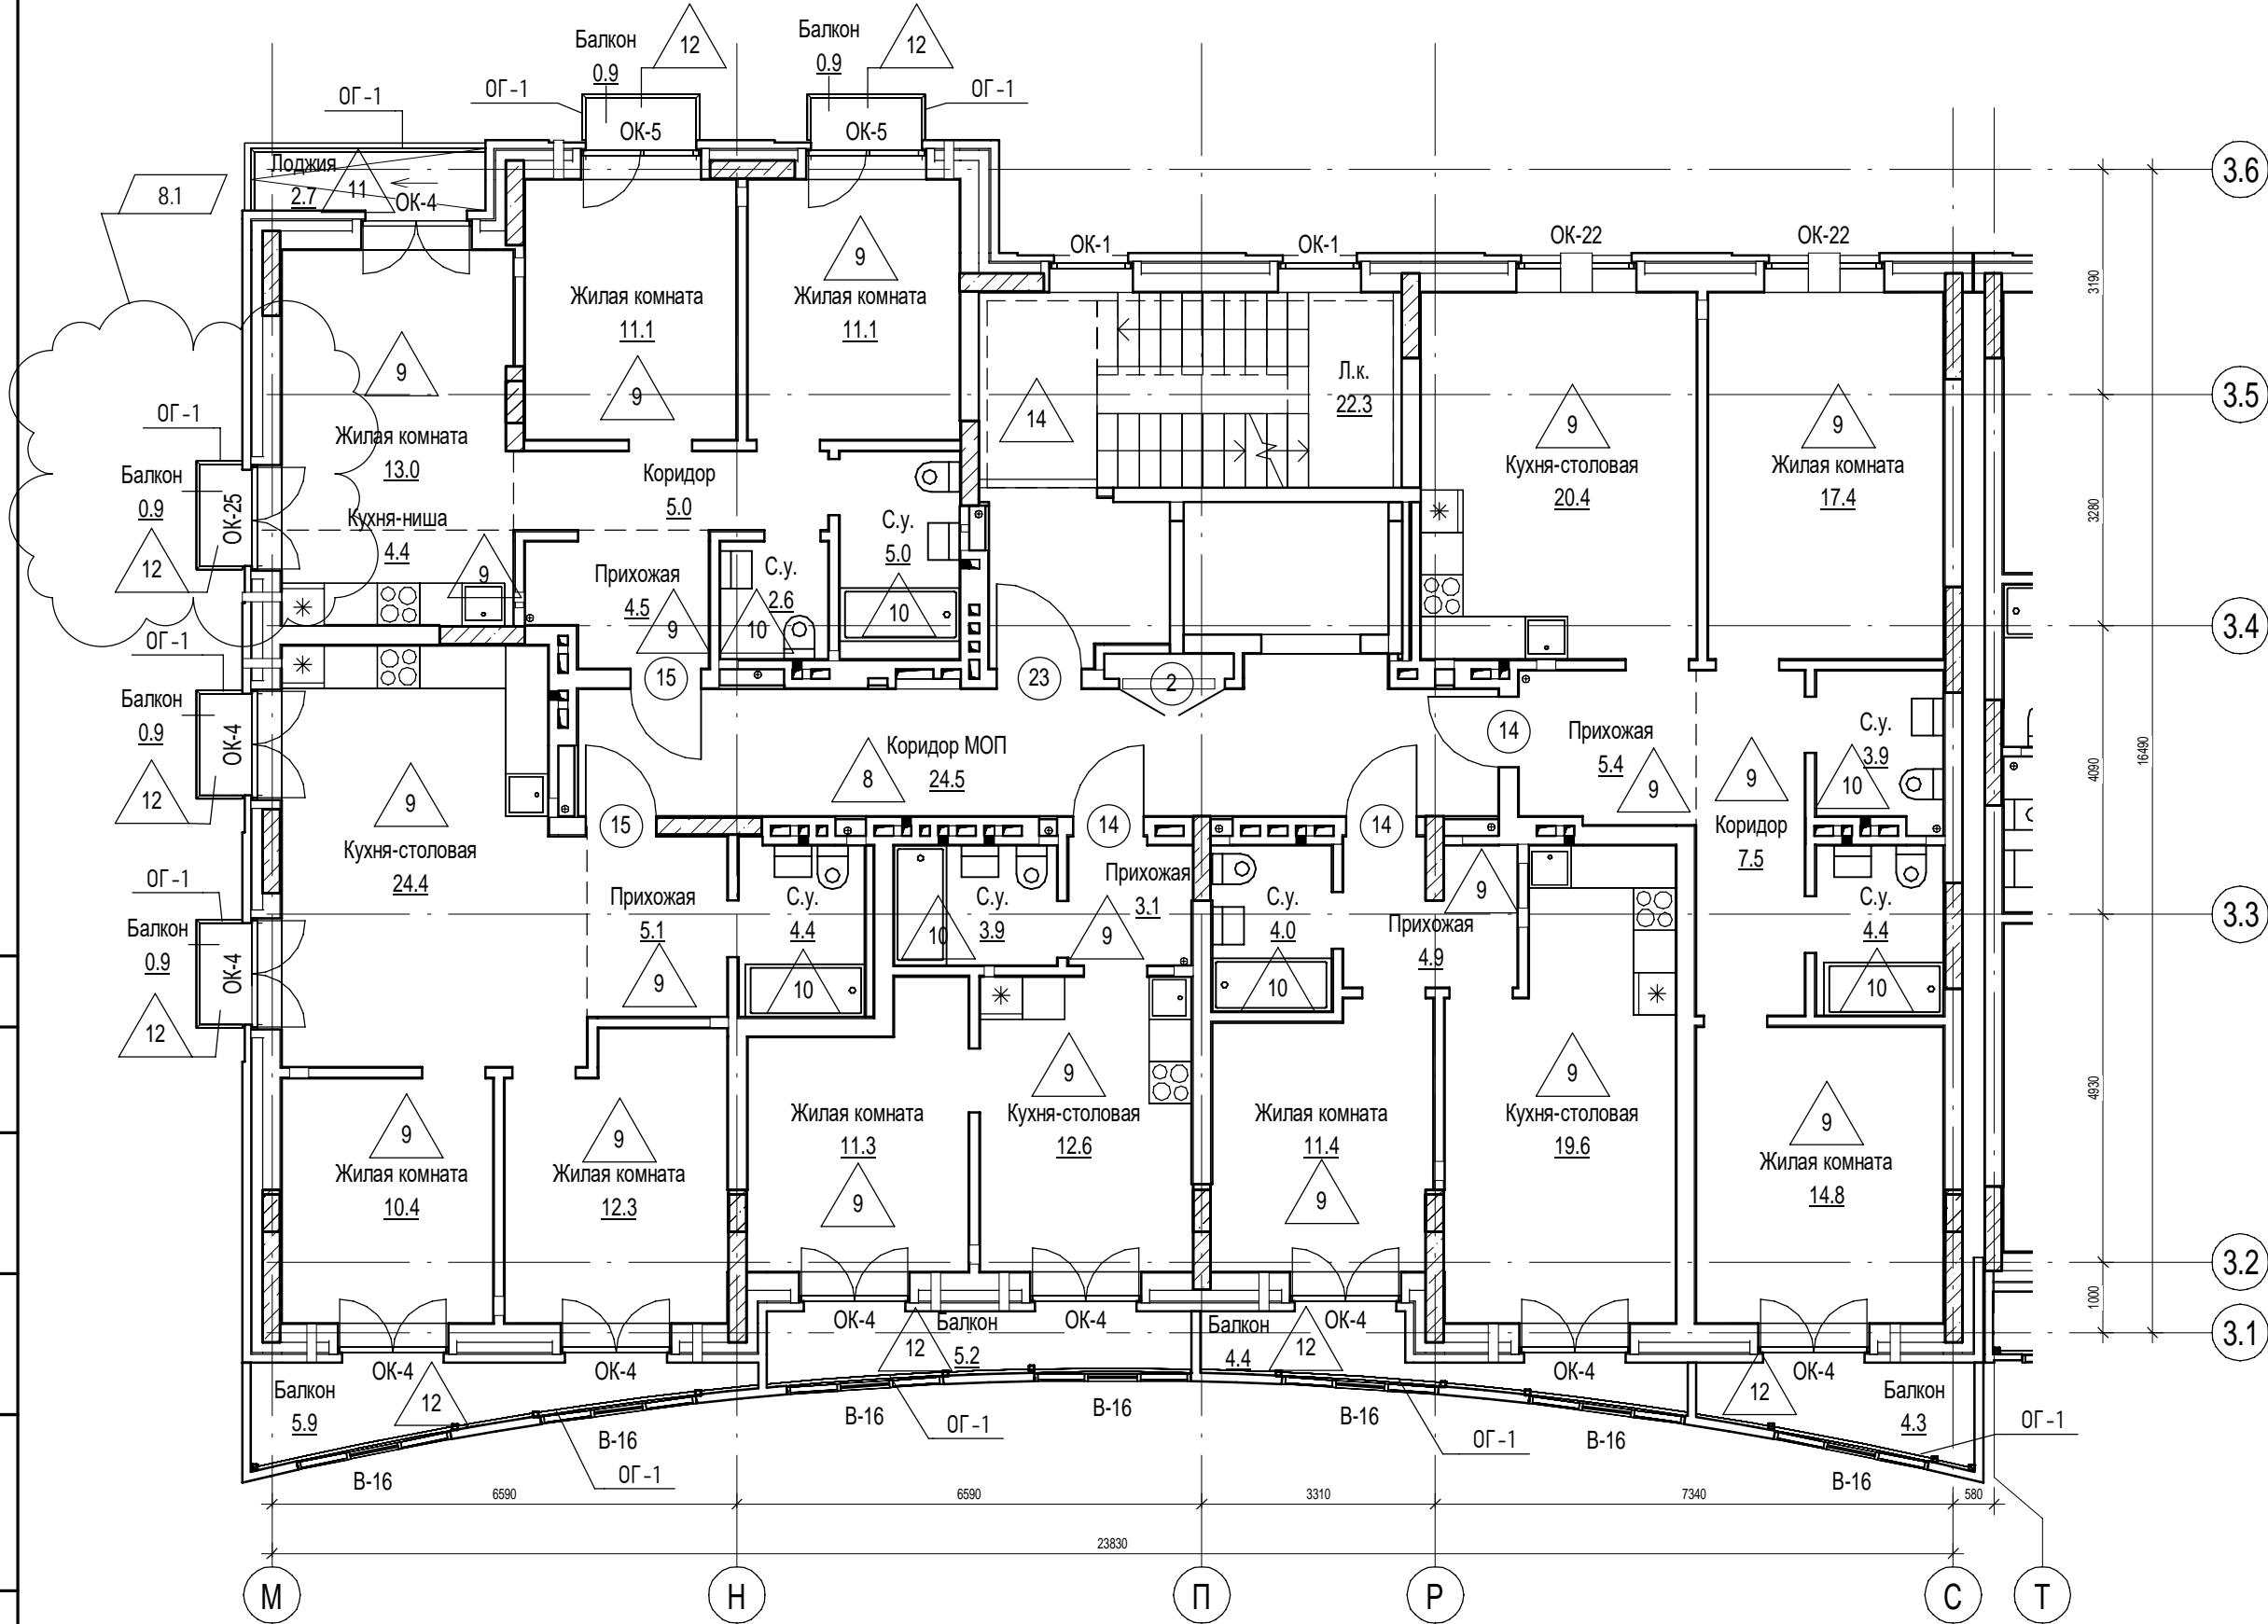 Балкон
0.9
12
Балкон
0.9
12
ОГ-1
ОГ-1
ОГ-1
ОК-5
ОК-5
Лоджия
2.7
11
ОК-4
8.1
3.6
ОК-1
ОК-1
ОК-22
ОК-22
3190
9
Жилая комната
11.1
9
Жилая комната
11.1
9
Жилая комната
13.0
Л.к.
22.3
14
3.5
9
Кухня-столовая
20.4
9
Жилая комната
17.4
ОГ-1
Балкон
0.9
12
ОК-25
Кухня-ниша
4.4
9
Коридор
5.0
С.у.
5.0
10
3280
Прихожая
4.5
9
С.у.
2.6
10
3.4
ОГ-1
Балкон
0.9
12
ОК-4
15
23
2
14
Коридор МОП
24.5
8
Прихожая
5.4
9
9
С.у.
3.9
10
4090
16490
9
Кухня-столовая
24.4
15
14
14
Коридор
7.5
ОГ-1
Балкон
0.9
12
ОК-4
Прихожая
5.1
9
С.у.
4.4
10
С.у.
3.9
10
Прихожая
3.1
9
С.у.
4.0
10
Прихожая
4.9
9
С.у.
4.4
10
3.3
4930
9
Жилая комната
10.4
9
Жилая комната
12.3
Жилая комната
11.3
9
9
Кухня-столовая
12.6
Жилая комната
11.4
9
9
Кухня-столовая
19.6
9
Жилая комната
14.8
3.2
1000
3.1
ОК-4
ОК-4
ОК-4
ОК-4
ОК-4
ОК-4
ОК-4
Балкон
5.9
12
12
Балкон
5.2
Балкон
4.4
12
12
Балкон
4.3
В-16
В-16
В-16
В-16
В-16
В-16
В-16
ОГ-1
ОГ-1
ОГ-1
ОГ-1
6590
6590
3310
7340
580
23830
М
Н
П
Р
С
Т